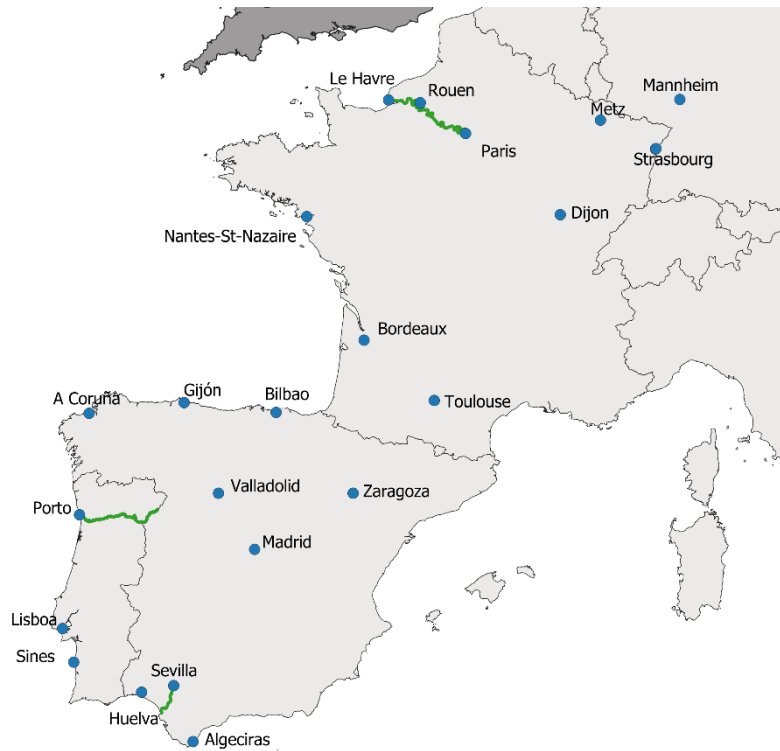 Le Havre
Rouen
Mannheim
Metz
Paris
Strasbourg
Nantes-St-Nazaire
Dijon
Bordeaux
A Coruña
Gijón
Bilbao
Toulouse
Valladolid
Zaragoza
Porto
Madrid
Lisboa
Sines
Sevilla
Huelva
Algeciras